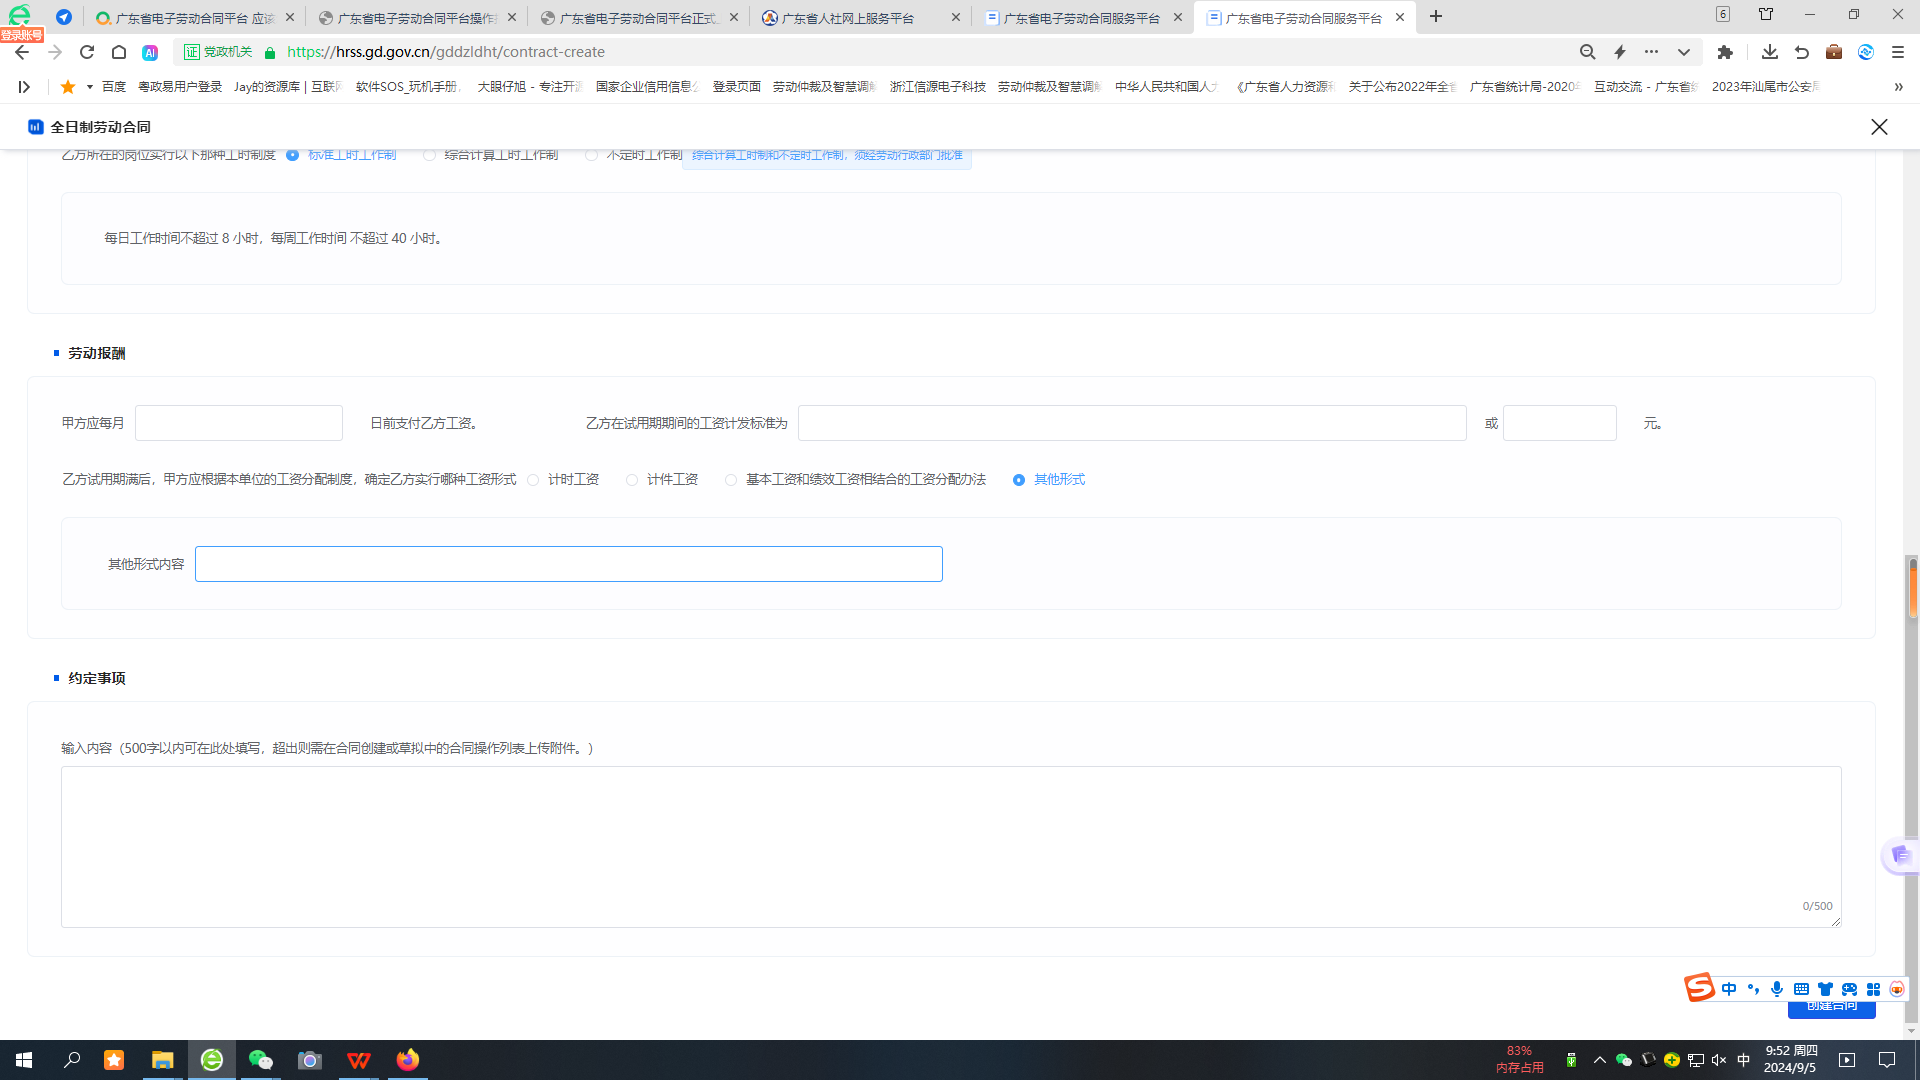 广东省电子劳动合同平台 应该
广东省电子劳动合同平台操作
广东省电子劳动合同平台正式
广东省人社网上服务平台
广东省电子劳动合同服务平台
广东省电子劳动合同服务平台
6
登录账号
AI
证 党政机关
https://hrss.gd.gov.cn/gddzldht/contract-create
百度
粤政易用户登录
Jay的资源库 | 互联
软件SOS_玩机手册
大眼仔旭 - 专注开
国家企业信用信息
登录页面
劳动仲裁及智慧调
浙江信源电子科技
劳动仲裁及智慧调
中华人民共和国人
《广东省人力资源
关于公布2022年全
广东省统计局-2020
互动交流 - 广东省
2023年汕尾市公安
全日制劳动合同
乙方所在的岗位实行以下那种工时制度 标准工时工作制 综合计算工时工作制 不定时工作制 综合计算工时制和不定时工作制，须经劳动行政部门批准
每日工作时间不超过 8 小时，每周工作时间 不超过 40 小时。
劳动报酬
甲方应每月 日前支付乙方工资。 乙方在试用期期间的工资计发标准为 或 元。
乙方试用期满后，甲方应根据本单位的工资分配制度，确定乙方实行哪种工资形式 计时工资 计件工资 基本工资和绩效工资相结合的工资分配办法 其他形式
其他形式内容
约定事项
输入内容（500字以内可在此处填写，超出则需在合同创建或草拟中的合同操作列表上传附件。）
0/500
中
创建合同
83%
内存占用
中
9:52 周四
2024/9/5